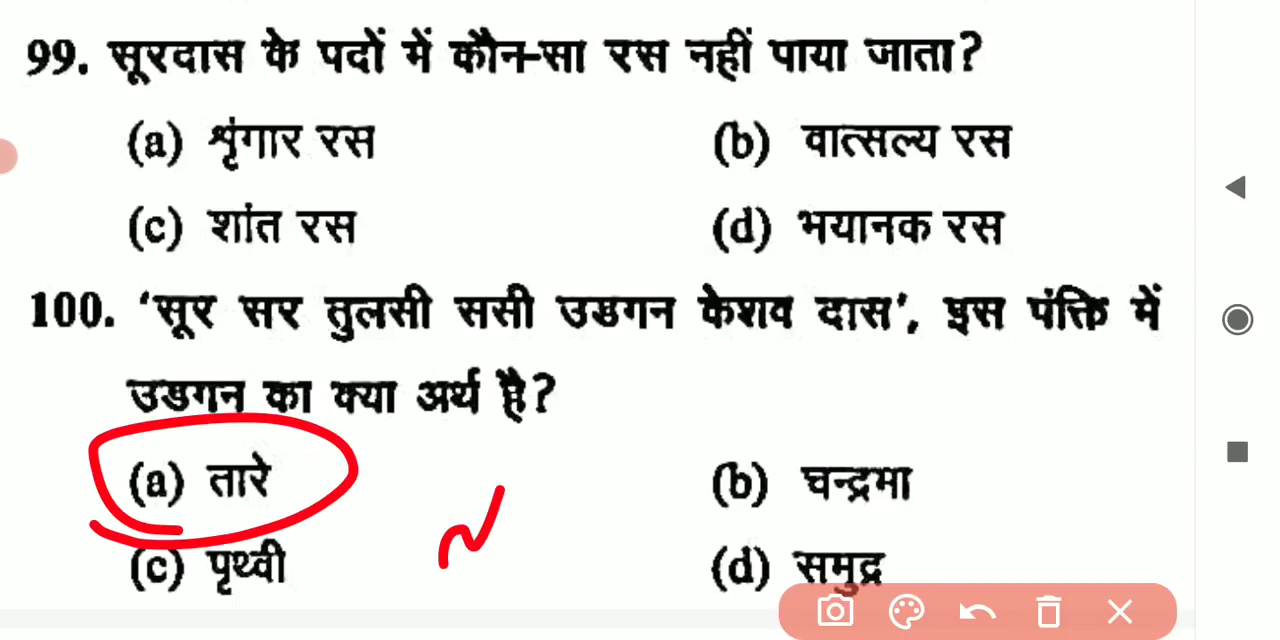 99. सूरदास के पदों में कौन-सा रस नहीं पाया जाता?
(a) शृंगार रस (b) वात्सल्य रस
(c) शांत रस (d) भयानक रस
100. ‘सूर सर तुलसी ससी उडगन केशव दास’, इस पंक्ति में
उडगन का क्या अर्थ है?
(a) तारे (b) चन्द्रमा
(c) पृथ्वी (d) समुद्र